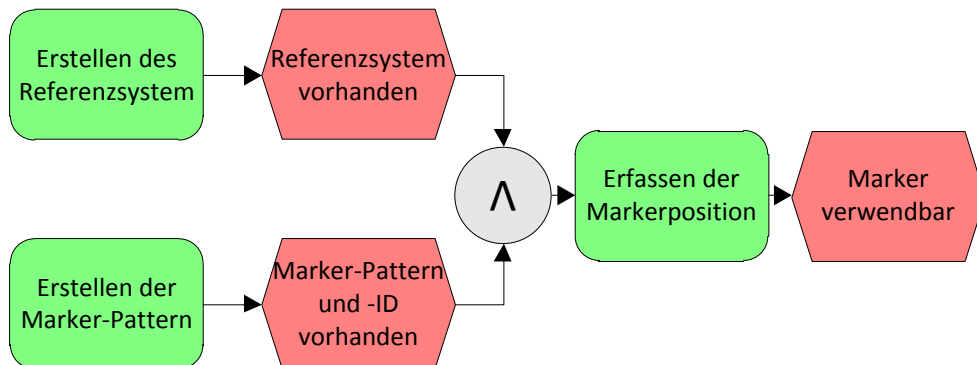 Erstellen des
Referenzsystem
Referenzsystem
vorhanden
Λ
Erfassen der
Markerposition
Marker
verwendbar
Erstellen der
Marker-Pattern
Marker-Pattern
und -ID
vorhanden